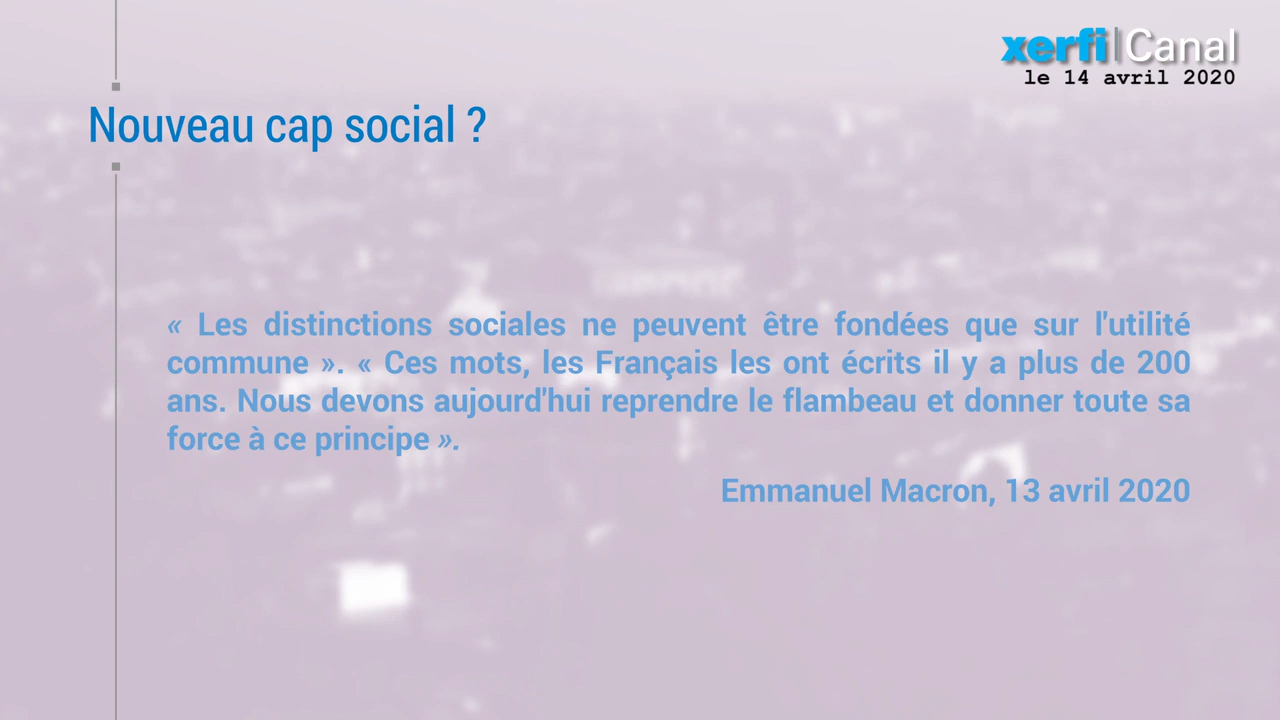 xerfi Canal
le 14 avril 2020
Nouveau cap social ?
« Les distinctions sociales ne peuvent être fondées que sur l'utilité
commune ». « Ces mots, les Français les ont écrits il y a plus de 200
ans. Nous devons aujourd'hui reprendre le flambeau et donner toute sa
force à ce principe ».
Emmanuel Macron, 13 avril 2020